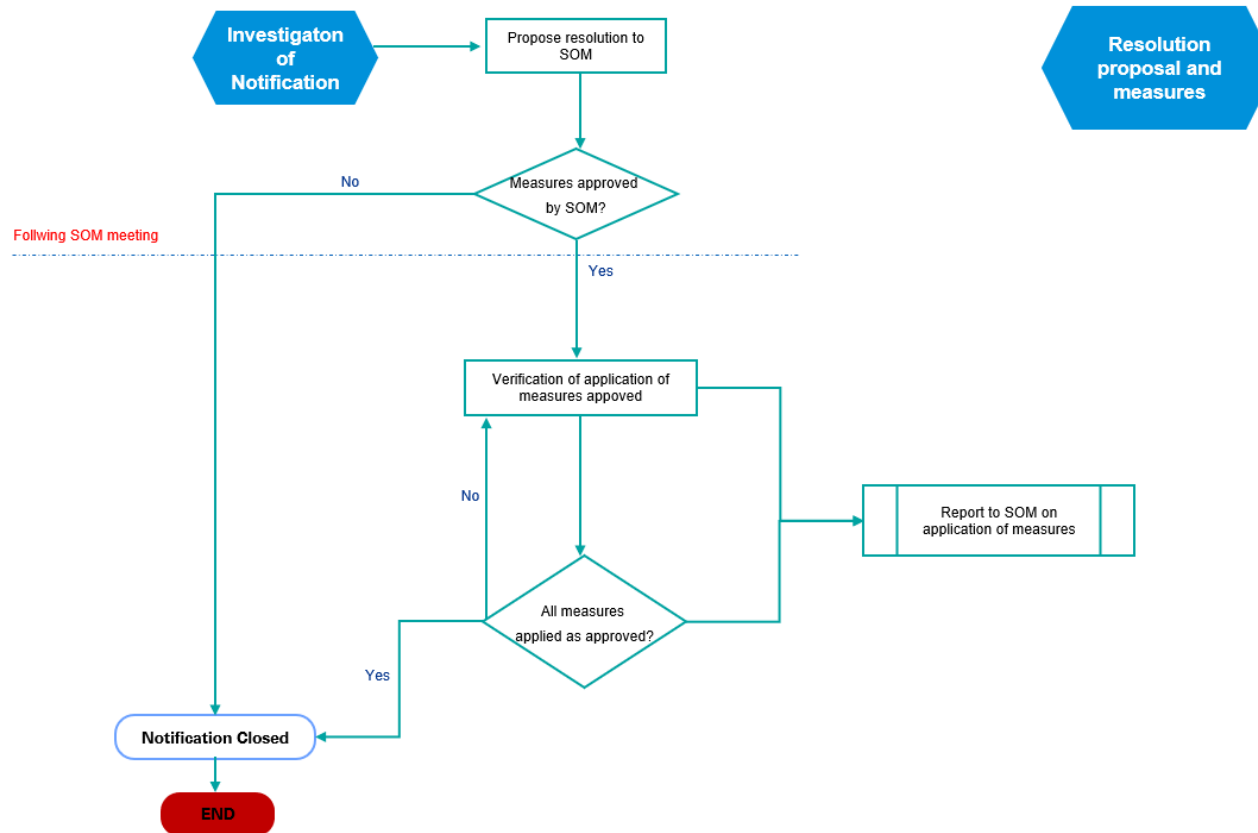 Investigaton
of
Notification
Propose resolution to
SOM
Resolution
proposal and
measures
No
Measures approved
by SOM?
Follwing SOM meeting
Yes
Verification of application of
measures appoved
No
Report to SOM on
application of measures
All measures
applied as approved?
Yes
Notification Closed
END